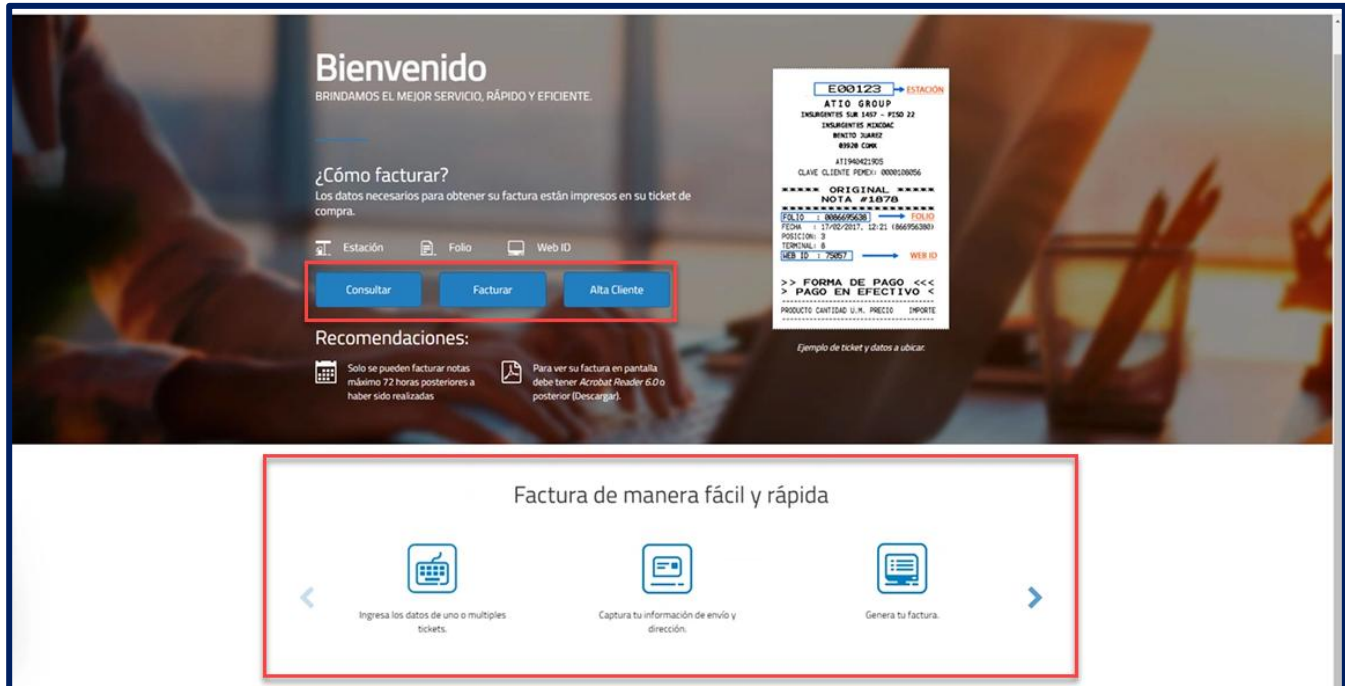 Bienvenido
BRINDAMOS EL MEJOR SERVICIO, RÁPIDO Y EFICIENTE.
¿Cómo facturar?
Los datos necesarios para obtener su factura están impresos en su ticket de
compra.
Estación Folio Web ID
Consultar Facturar Alta Cliente
Recomendaciones:
Solo se pueden facturar notas
máximo 72 horas posteriores a
haber sido realizadas
Para ver su factura en pantalla
debe tener Acrobat Reader 6.0 o
posterior (Descargar).
E00123 ESTACIÓN
ATIO GROUP
INSURGENTES SUR 1457 - PISO 22
INSURGENTES MIXCOAC
BENITO JUAREZ
03920 CDMX
ATI9404219D5
CLAVE CLIENTE PEMEX: 0000108056
***** ORIGINAL *****
NOTA #1878
FOLIO : 0086695638 FOLIO
FECHA : 17/02/2017, 12:21 (866956380)
POSICION: 3
TERMINAL: 8
WEB ID : 75057 WEB ID
>> FORMA DE PAGO <<<
> PAGO EN EFECTIVO <
PRODUCTO CANTIDAD U.M. PRECIO IMPORTE
Ejemplo de ticket y datos a ubicar.
Factura de manera fácil y rápida
Ingresa los datos de uno o multiples
tickets.
Captura tu información de envío y
dirección.
Genera tu factura.